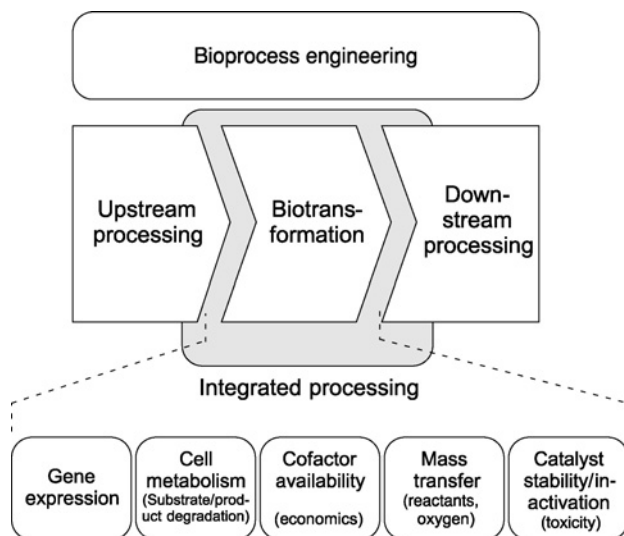 Bioprocess engineering
Upstream
processing
Biotrans-
formation
Down-
stream
processing
Integrated processing
Gene
expression
Cell
metabolism
(Substrate/prod-
uct degradation)
Cofactor
availability
(economics)
Mass
transfer
(reactants,
oxygen)
Catalyst
stability/in-
activation
(toxicity)